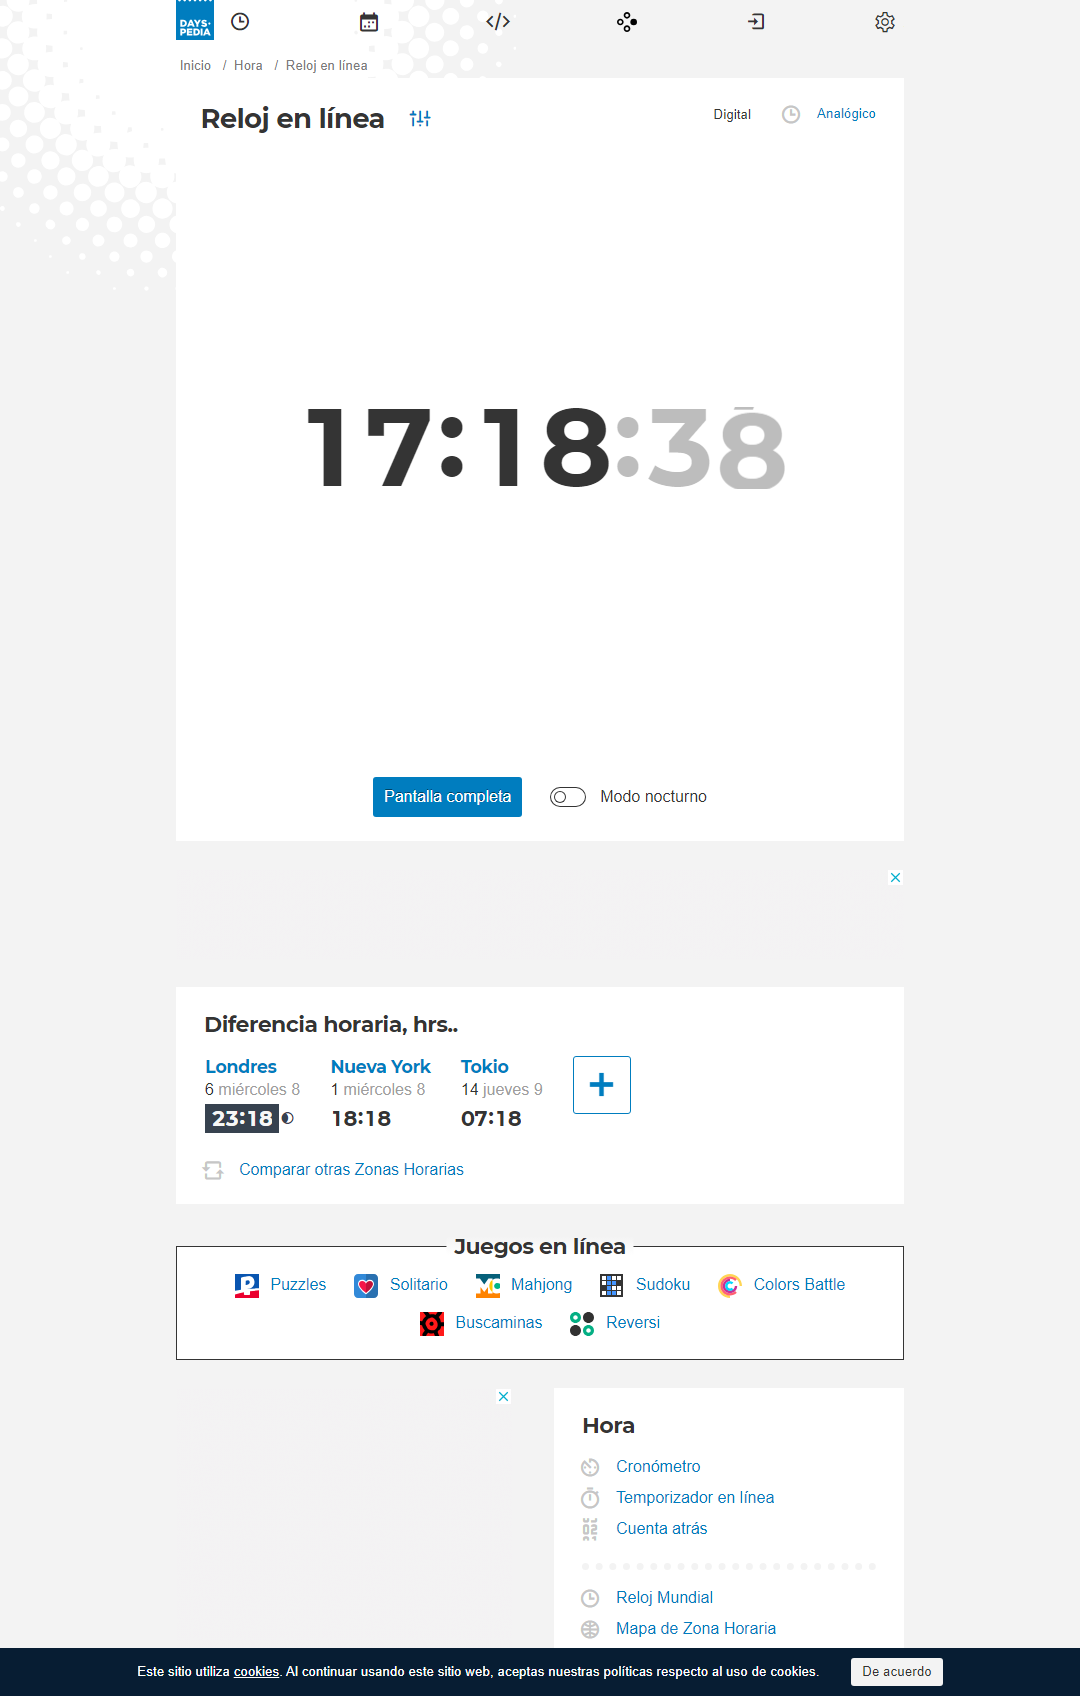 DAYS•
PEDIA
Inicio / Hora / Reloj en línea
Reloj en línea
Digital
Analógico
17:18:38
Pantalla completa
Modo nocturno
Diferencia horaria, hrs..
Londres
6 miércoles 8
23:18
Nueva York
1 miércoles 8
18:18
Tokio
14 jueves 9
07:18
Comparar otras Zonas Horarias
Juegos en línea
Puzzles
Solitario
Mahjong
Sudoku
Colors Battle
Buscaminas
Reversi
Hora
Cronómetro
Temporizador en línea
Cuenta atrás
Reloj Mundial
Mapa de Zona Horaria
Este sitio utiliza cookies. Al continuar usando este sitio web, aceptas nuestras políticas respecto al uso de cookies.
De acuerdo